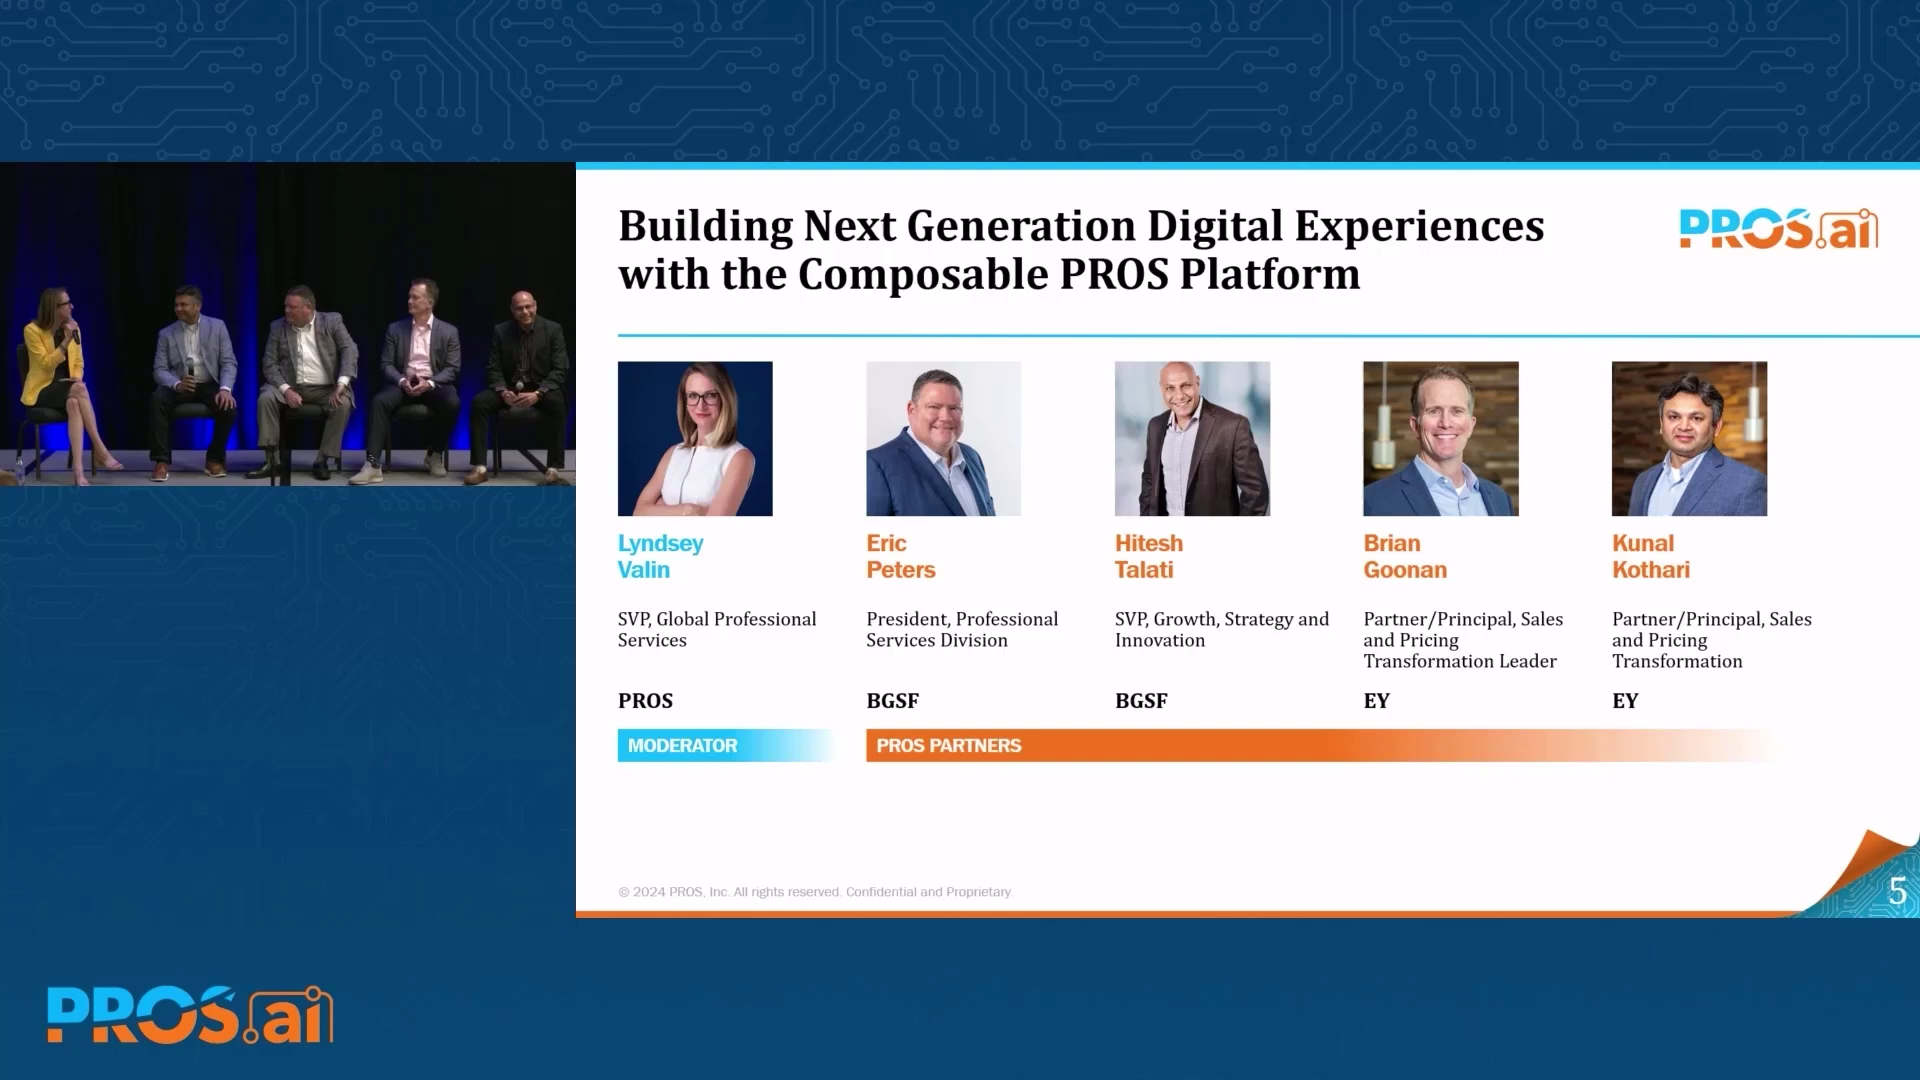 Building Next Generation Digital Experiences
with the Composable PROS Platform
PROS.ai
Lyndsey
Valin
SVP, Global Professional
Services
PROS
MODERATOR
Eric
Peters
President, Professional
Services Division
BGSF
Hitesh
Talati
SVP, Growth, Strategy and
Innovation
BGSF
Brian
Goonan
Partner/Principal, Sales
and Pricing
Transformation Leader
EY
Kunal
Kothari
Partner/Principal, Sales
and Pricing
Transformation
EY
PROS PARTNERS
© 2024 PROS, Inc. All rights reserved. Confidential and Proprietary.
5
PROS.ai